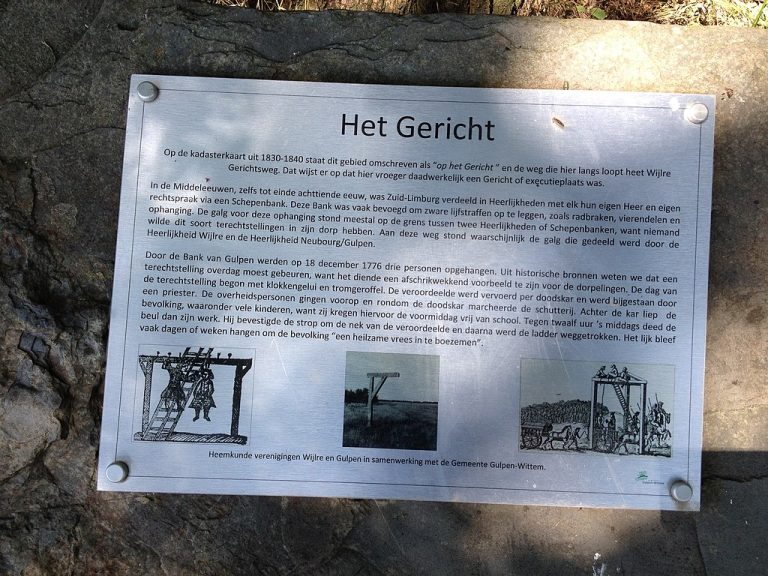 Het Gericht
Op de kadasterkaart uit 1830-1840 staat dit gebied omschreven als "op het Gericht" en de weg die hier langs loopt heet Wijlre
Gerichtsweg. Dat wijst er op dat hier vroeger daadwerkelijk een Gericht of executieplaats was.
In de Middeleeuwen, zelfs tot einde achttiende eeuw, was Zuid-Limburg verdeeld in Heerlijkheden met elk hun eigen Heer en eigen
rechtspraak via een Schepenbank. Deze Bank was vaak bevoegd om zware lijfstraffen op te leggen, zoals radbraken, vierendelen en
ophanging. De galg voor deze ophanging stond meestal op de grens tussen twee Heerlijkheden of Schepenbanken, want niemand
wilde dit soort terechtstellingen in zijn dorp hebben. Aan deze weg stond waarschijnlijk de galg die gedeeld werd door de
Heerlijkheid Wijlre en de Heerlijkheid Neubourg/Gulpen.
Door de Bank van Gulpen werden op 18 december 1776 drie personen opgehangen. Uit historische bronnen weten we dat een
terechtstelling overdag moest gebeuren, want het diende een afschrikwekkend voorbeeld te zijn voor de dorpelingen. De dag van
de terechtstelling begon met klokkengelui en tromgeroffel. De veroordeelde werd vervoerd per doodskar en werd bijgestaan door
een priester. De overheidspersonen gingen voorop en rondom de doodskar marcheerde de schutterij. Achter de kar liep de
bevolking, waaronder vele kinderen, want zij kregen hiervoor de voormiddag vrij van school. Tegen twaalf uur 's middags deed de
beul dan zijn werk. Hij bevestigde de strop om de nek van de veroordeelde en daarna werd de ladder weggetrokken. Het lijk bleef
vaak dagen of weken hangen om de bevolking "een heilzame vrees in te boezemen".
Heemkunde verenigingen Wijlre en Gulpen in samenwerking met de Gemeente Gulpen-Wittem.